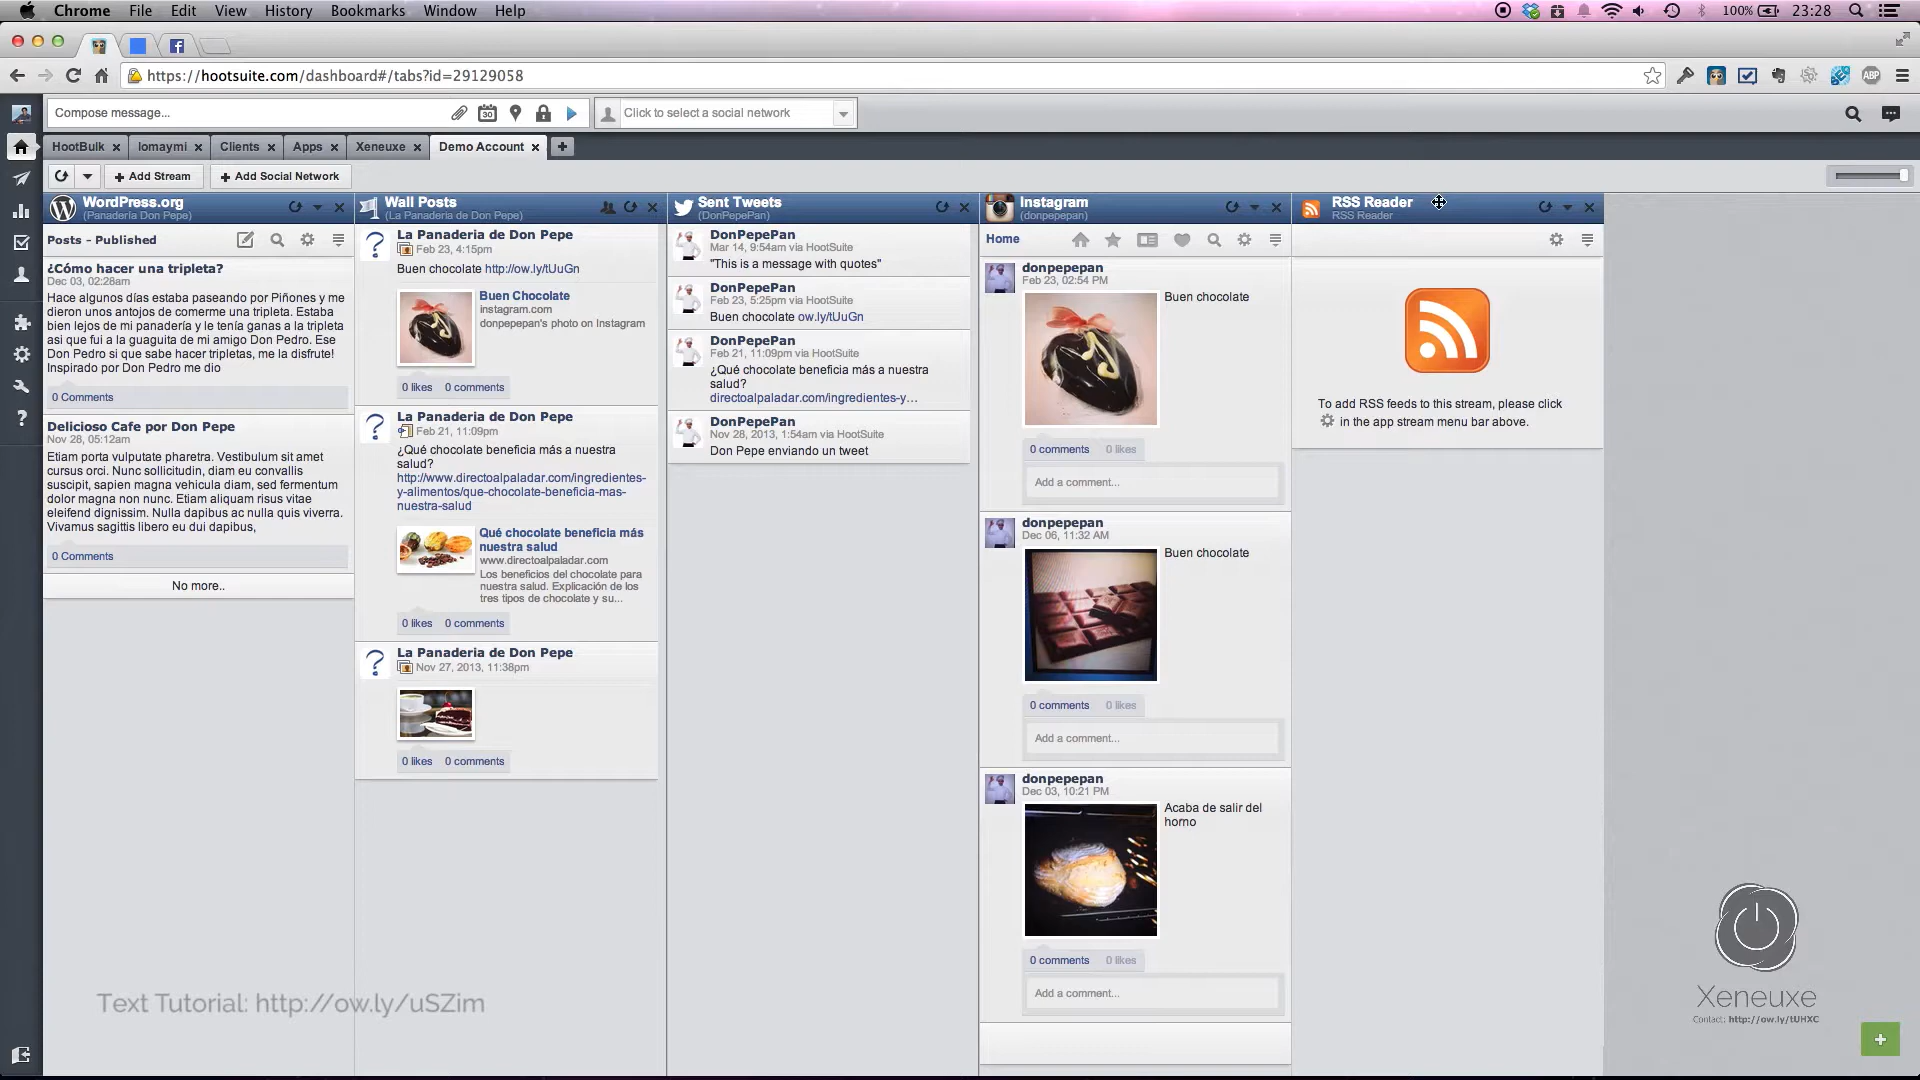 Chrome File Edit View History Bookmarks Window Help
100% 23:28
https://hootsuite.com/dashboard#/tabs?id=29129058
ABP
Compose message...
30
Click to select a social network
HootBulk
lomaymi
Clients
Apps
Xeneuxe
Demo Account
Add Stream
Add Social Network
WordPress.org
(Panadería Don Pepe)
Posts - Published
¿Cómo hacer una tripleta?
Dec 03, 02:28am
Hace algunos días estaba paseando por Piñones y me
dieron unos antojos de comerme una tripleta. Estaba
bien lejos de mi panadería y le tenía ganas a la tripleta
asi que fui a la guaguita de mi amigo Don Pedro. Ese
Don Pedro si que sabe hacer tripletas, me la disfrute!
Inspirado por Don Pedro me dio
0 Comments
Delicioso Cafe por Don Pepe
Nov 28, 05:12am
Etiam porta vulputate pharetra. Vestibulum sit amet
cursus orci. Nunc sollicitudin, diam eu convallis
suscipit, sapien magna vehicula diam, sed fermentum
dolor magna non nunc. Etiam aliquam risus vitae
eleifend dignissim. Nulla dapibus ac nulla quis viverra.
Vivamus sagittis libero eu dui dapibus,
0 Comments
No more..
Wall Posts
(La Panaderia de Don Pepe)
La Panaderia de Don Pepe
Feb 23, 4:15pm
Buen chocolate http://ow.ly/tUuGn
Buen Chocolate
instagram.com
donpepepan's photo on Instagram
0 likes 0 comments
La Panaderia de Don Pepe
Feb 21, 11:09pm
¿Qué chocolate beneficia más a nuestra
salud?
http://www.directoalpaladar.com/ingredientes-
y-alimentos/que-chocolate-beneficia-mas-
nuestra-salud
Qué chocolate beneficia más
nuestra salud
www.directoalpaladar.com
Los beneficios del chocolate para
nuestra salud. Explicación de los
tres tipos de chocolate y su...
0 likes 0 comments
La Panaderia de Don Pepe
Nov 27, 2013, 11:38pm
0 likes 0 comments
Sent Tweets
(DonPepePan)
DonPepePan
Mar 14, 9:54am via HootSuite
"This is a message with quotes"
DonPepePan
Feb 23, 5:25pm via HootSuite
Buen chocolate ow.ly/tUuGn
DonPepePan
Feb 21, 11:09pm via HootSuite
¿Qué chocolate beneficia más a nuestra
salud?
directoalpaladar.com/ingredientes-y…
DonPepePan
Nov 28, 2013, 1:54am via HootSuite
Don Pepe enviando un tweet
Instagram
(donpepepan)
Home
donpepepan
Feb 23, 02:54 PM
Buen chocolate
0 comments 0 likes
Add a comment...
donpepepan
Dec 06, 11:32 AM
Buen chocolate
0 comments 0 likes
Add a comment...
donpepepan
Dec 03, 10:21 PM
Acaba de salir del
horno
0 comments 0 likes
Add a comment...
RSS Reader
RSS Reader
To add RSS feeds to this stream, please click
in the app stream menu bar above.
Text Tutorial: http://ow.ly/uSZim
Xeneuxe
Contact: http://ow.ly/tUHXC